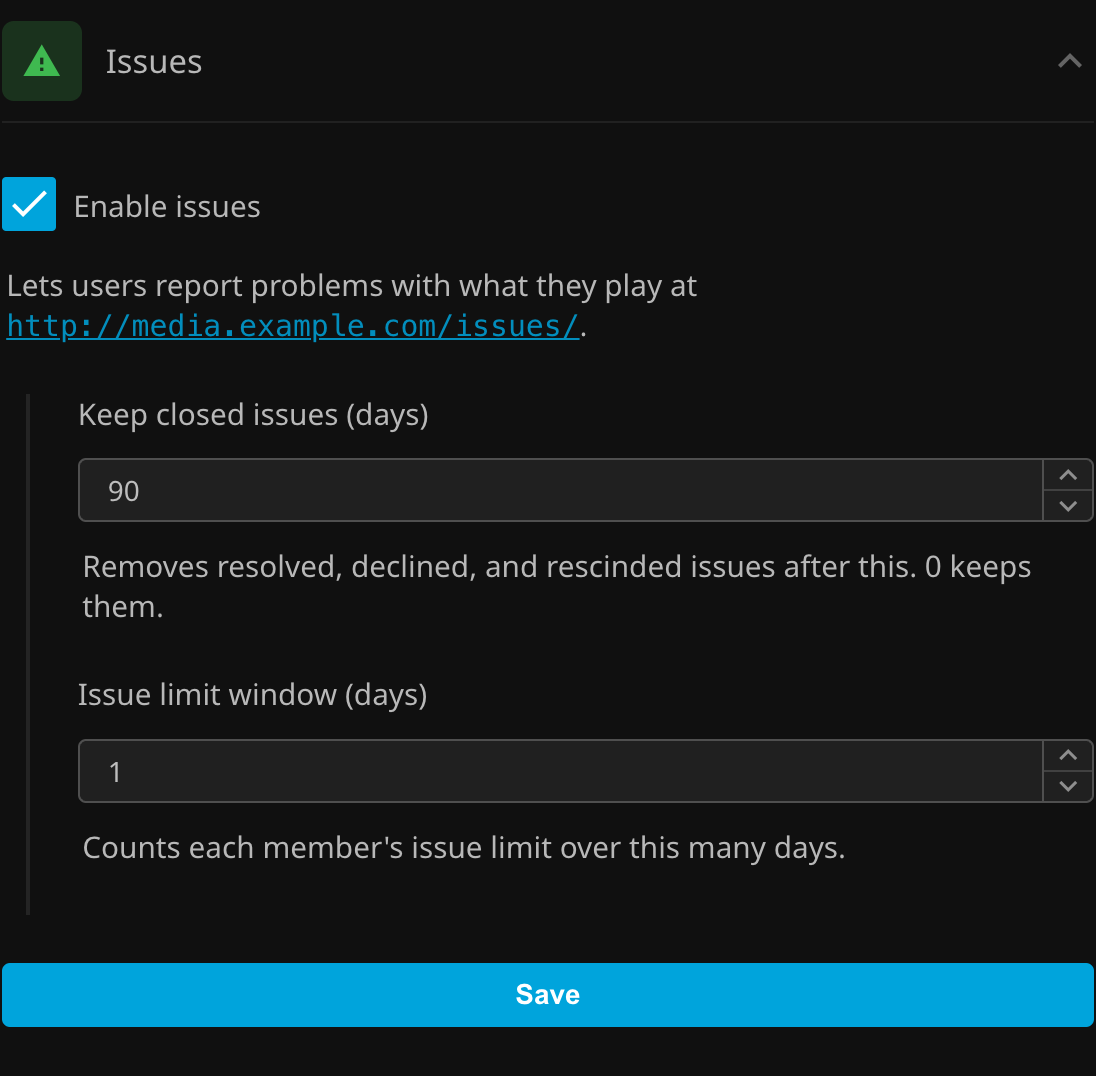 Issues
Enable issues
Lets users report problems with what they play at
http://media.example.com/issues/.
Keep closed issues (days)
90
Removes resolved, declined, and rescinded issues after this. 0 keeps
them.
Issue limit window (days)
1
Counts each member's issue limit over this many days.
Save